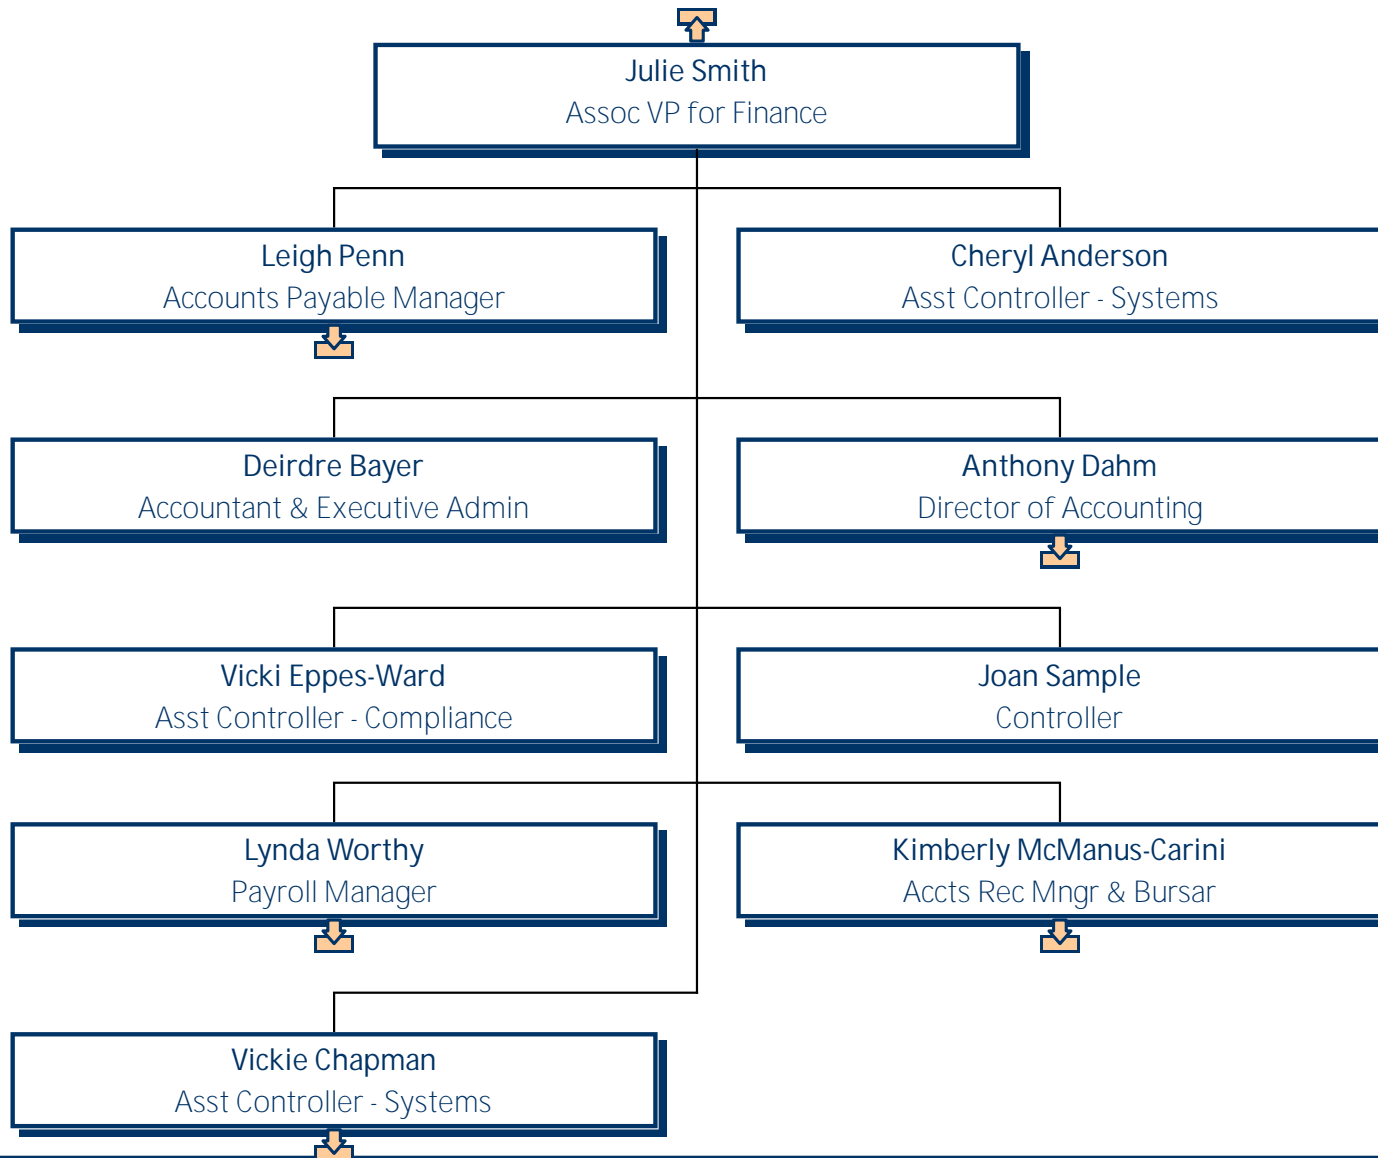 Julie Smith
Assoc VP for Finance
Leigh Penn
Accounts Payable Manager
Cheryl Anderson
Asst Controller - Systems
Deirdre Bayer
Accountant & Executive Admin
Anthony Dahm
Director of Accounting
Vicki Eppes-Ward
Asst Controller - Compliance
Joan Sample
Controller
Lynda Worthy
Payroll Manager
Kimberly McManus-Carini
Accts Rec Mngr & Bursar
Vickie Chapman
Asst Controller - Systems